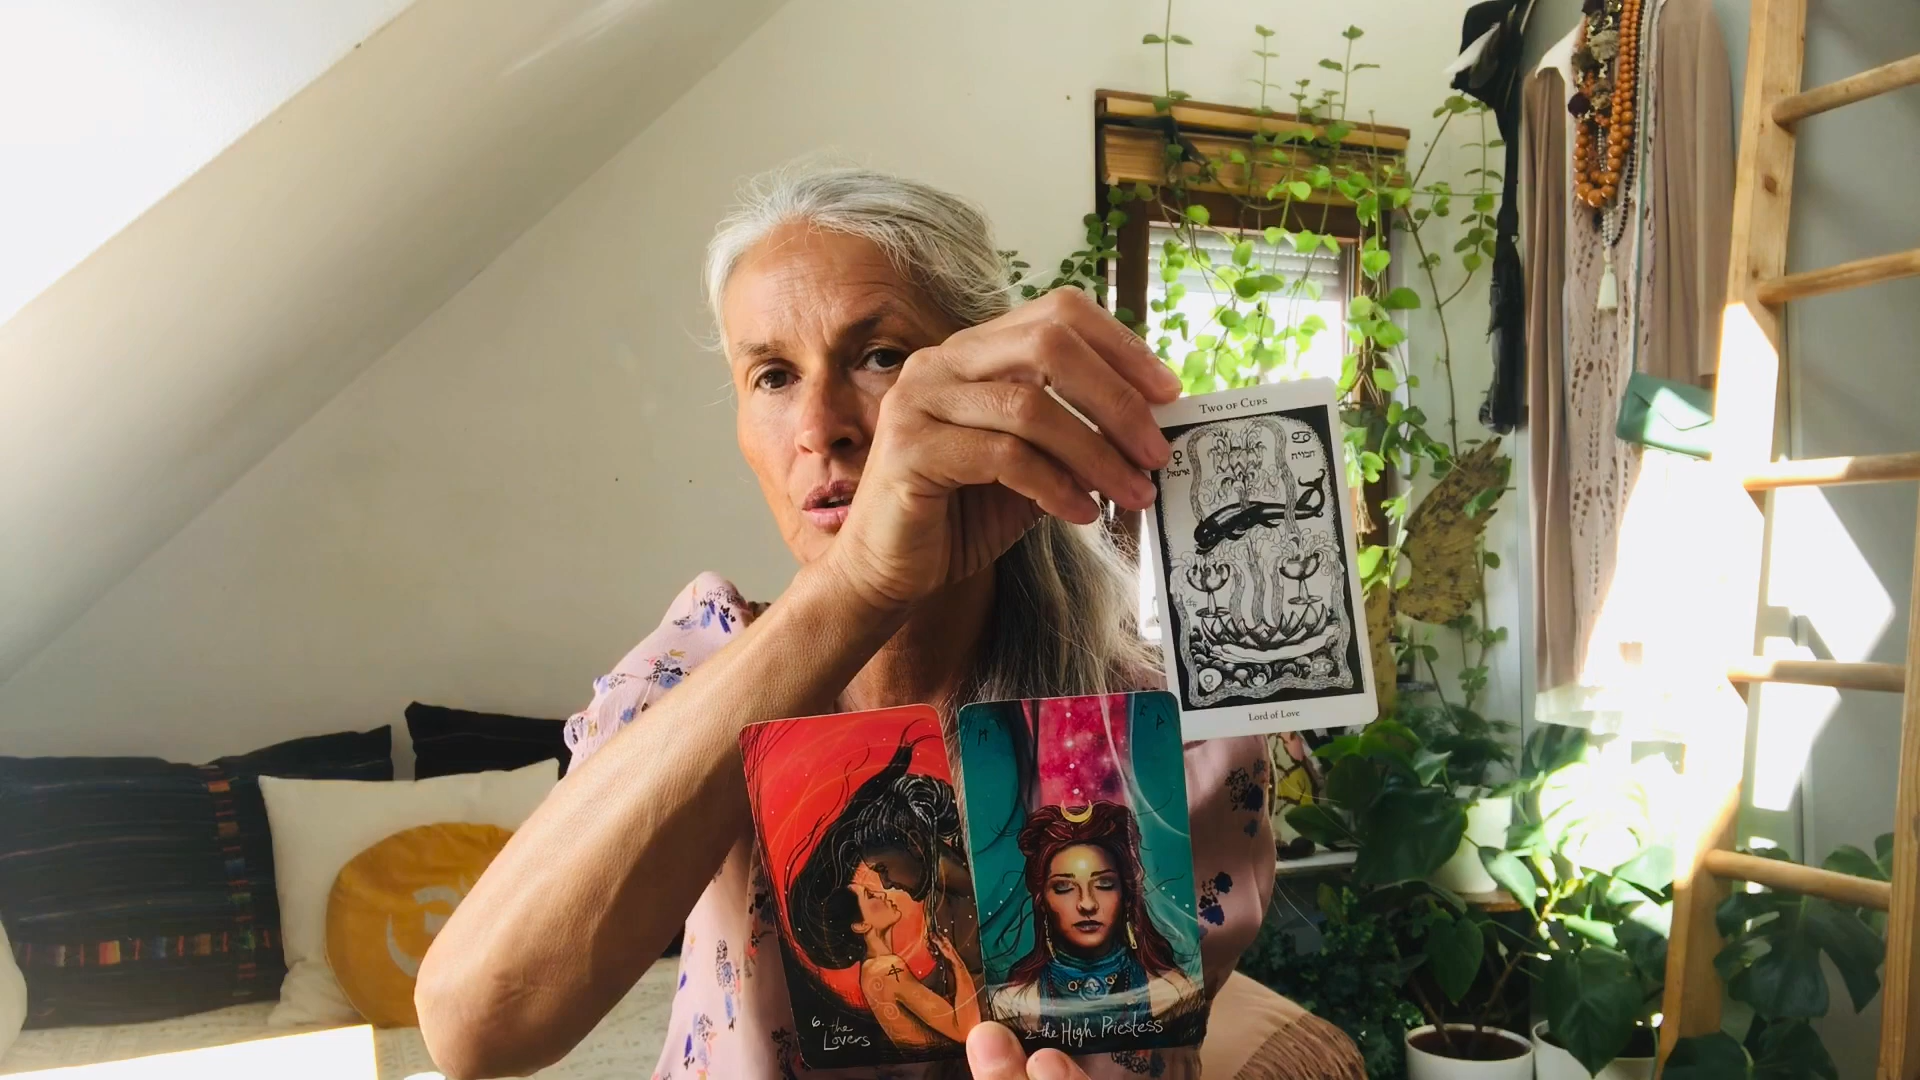 Two of Cups
♀
♋
Lord of Love
6. the
Lovers
2. the High Priestess